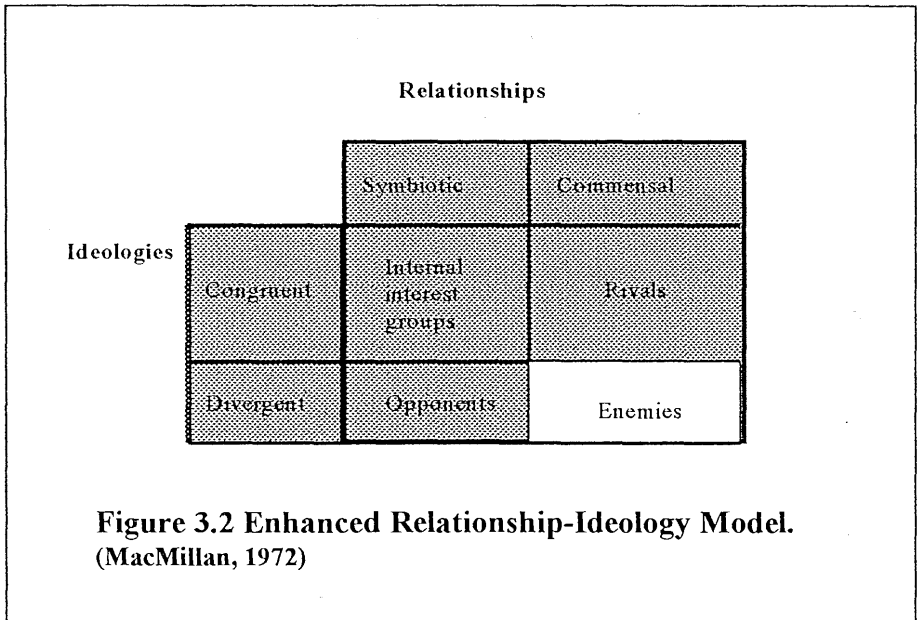 Relationships
Symbiotic Commensal
Ideologies
Congruent
Internal
interest
groups
Rivals
Divergent Opponents Enemies
Figure 3.2 Enhanced Relationship-Ideology Model.
(MacMillan, 1972)